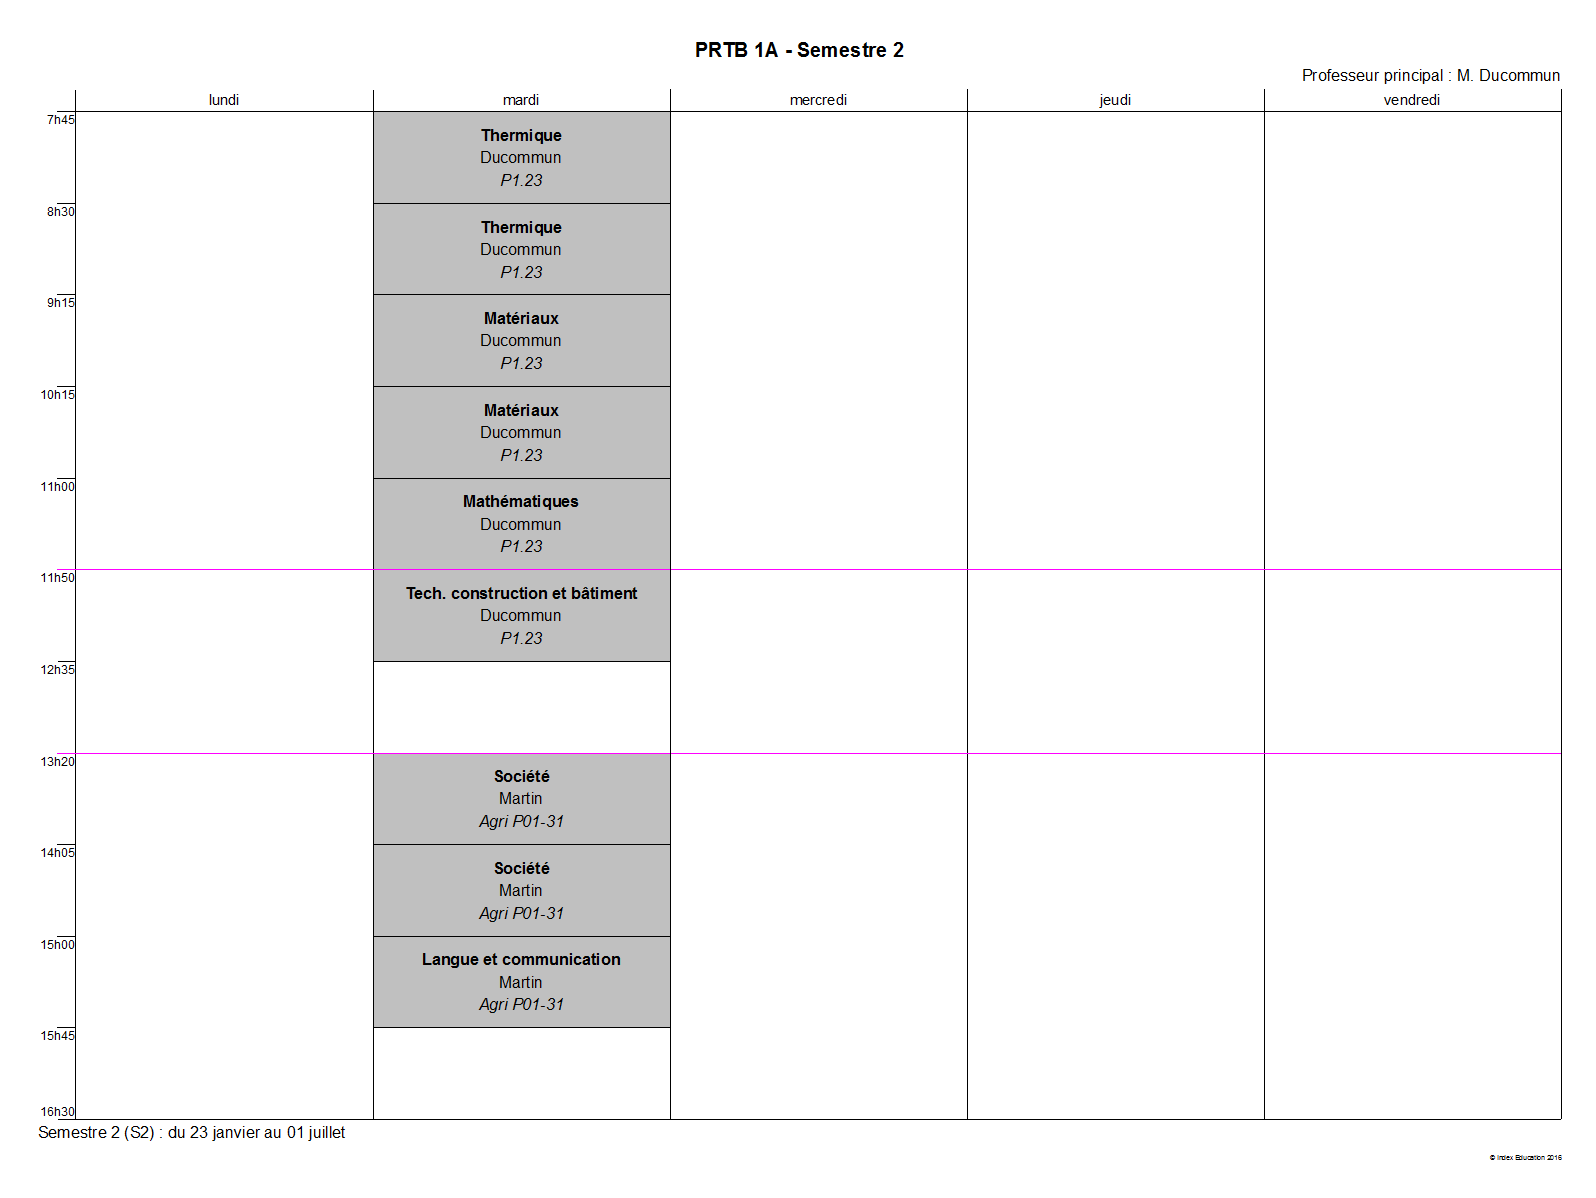 PRTB 1A - Semestre 2
Professeur principal : M. Ducommun
lundi mardi mercredi jeudi vendredi
7h45
Thermique
Ducommun
P1.23
8h30
Thermique
Ducommun
P1.23
9h15
Matériaux
Ducommun
P1.23
10h15
Matériaux
Ducommun
P1.23
11h00
Mathématiques
Ducommun
P1.23
11h50
Tech. construction et bâtiment
Ducommun
P1.23
12h35
13h20
Société
Martin
Agri P01-31
14h05
Société
Martin
Agri P01-31
15h00
Langue et communication
Martin
Agri P01-31
15h45
16h30
Semestre 2 (S2) : du 23 janvier au 01 juillet
© Index Education 2016